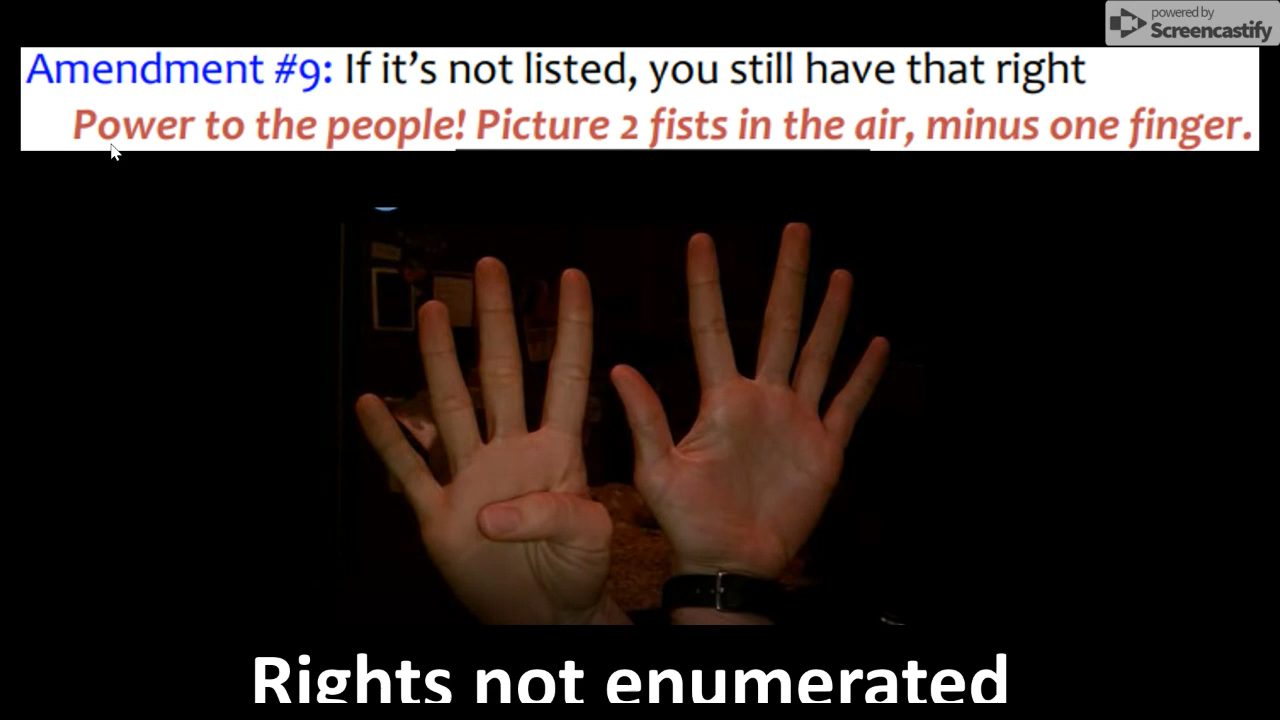 powered by
Screencastify
Amendment #9: If it’s not listed, you still have that right
Power to the people! Picture 2 fists in the air, minus one finger.
Rights not enumerated